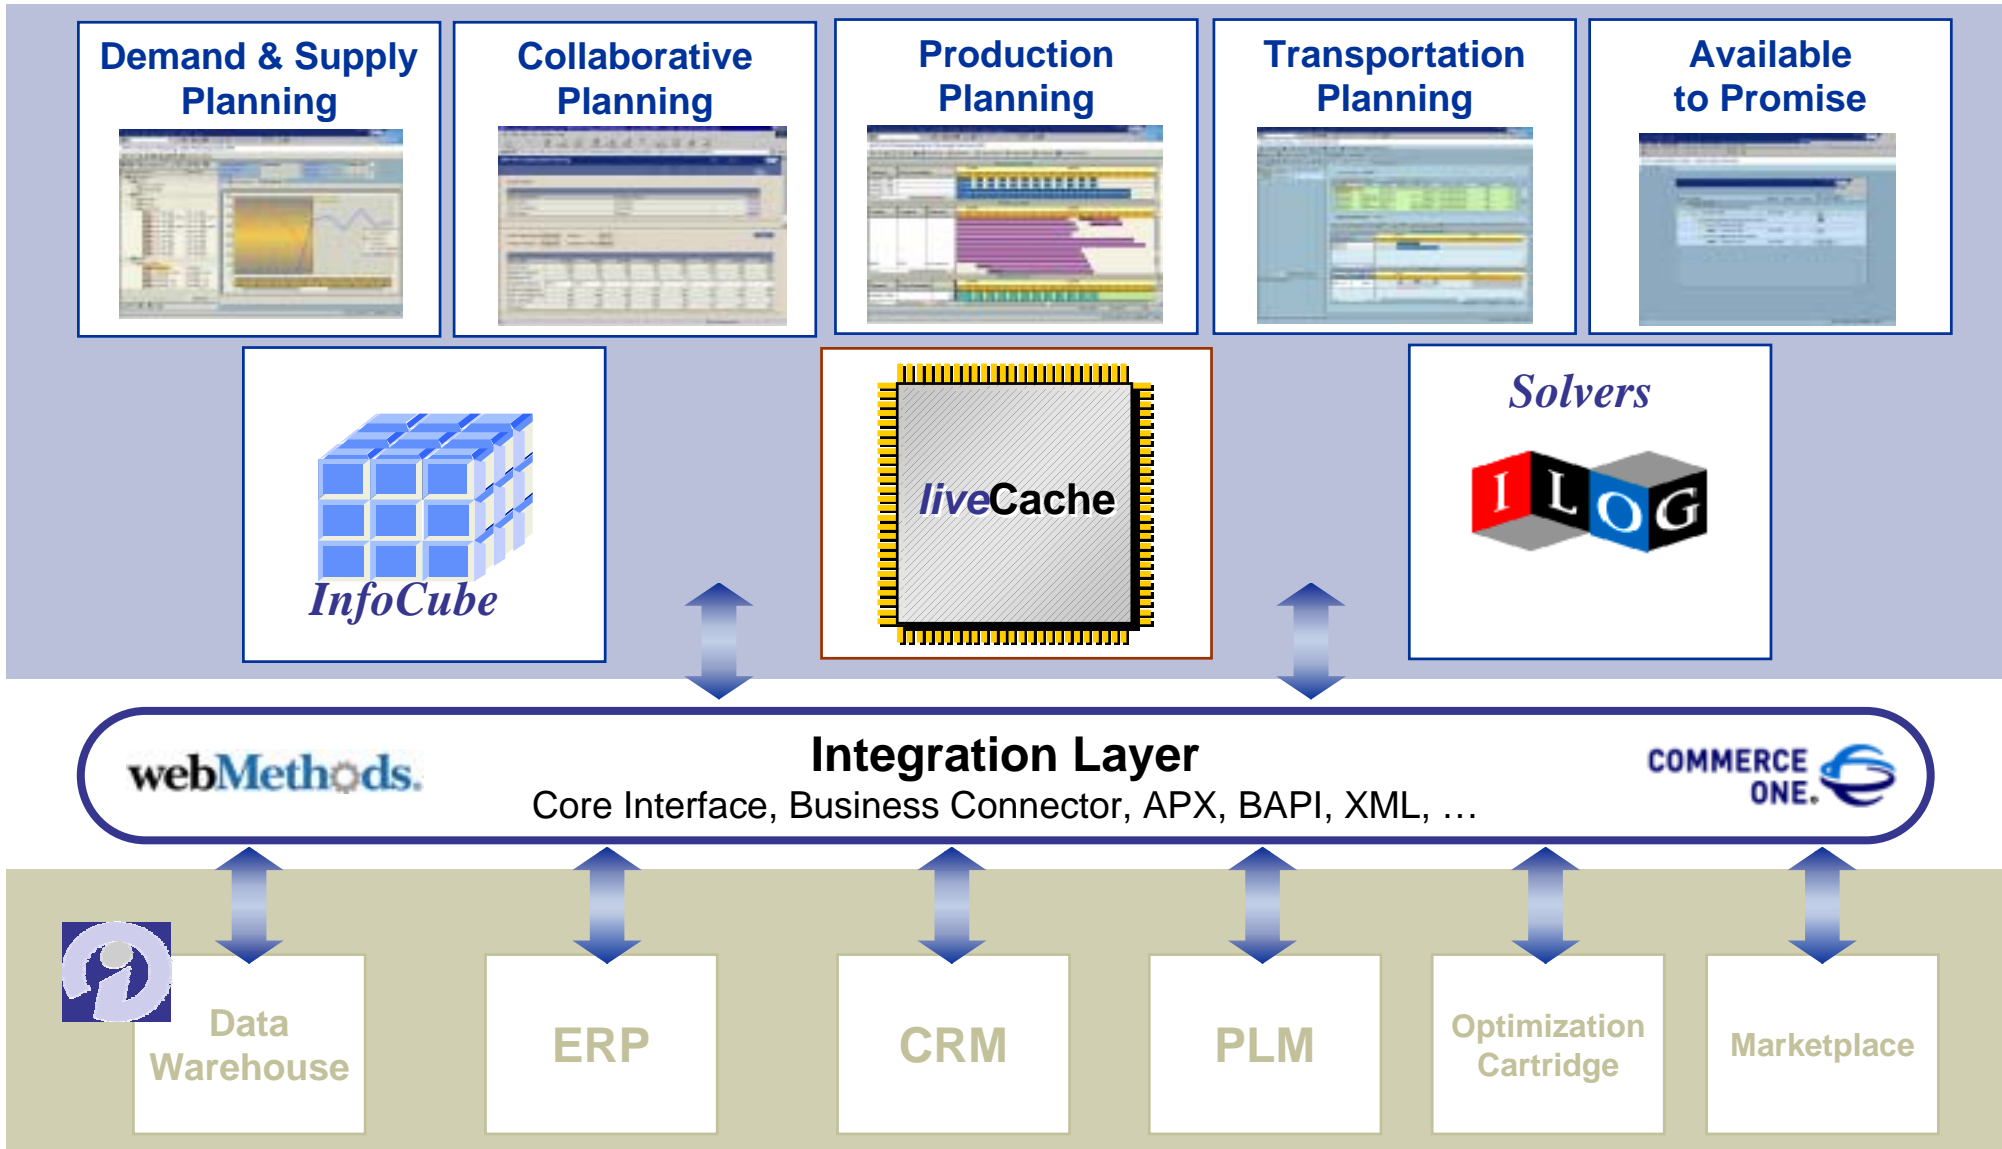 Demand & Supply
Planning
Collaborative
Planning
Production
Planning
Transportation
Planning
Available
to Promise
InfoCube
liveCache
Solvers
ILOG
webMethods.
Integration Layer
Core Interface, Business Connector, APX, BAPI, XML, …
COMMERCE
ONE.
Data
Warehouse
ERP
CRM
PLM
Optimization
Cartridge
Marketplace